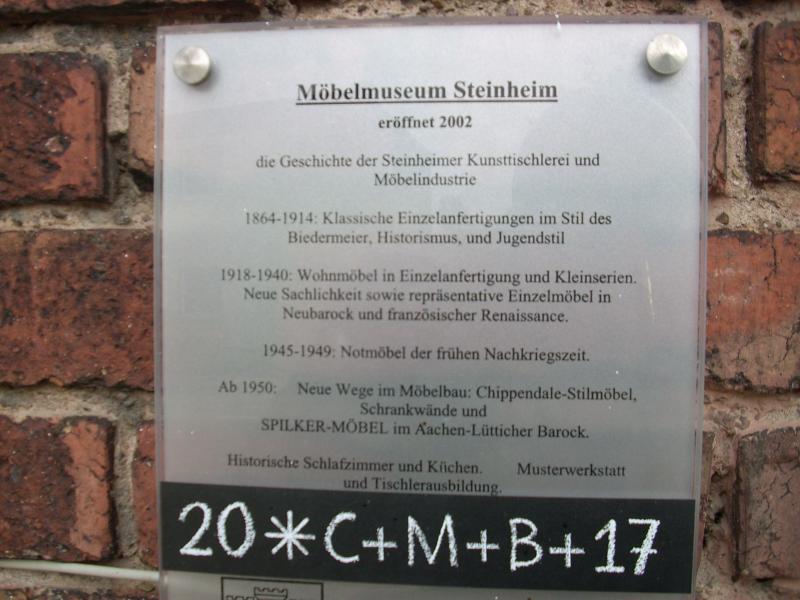 Möbelmuseum Steinheim
eröffnet 2002
die Geschichte der Steinheimer Kunsttischlerei und
Möbelindustrie
1864-1914: Klassische Einzelanfertigungen im Stil des
Biedermeier, Historismus, und Jugendstil
1918-1940: Wohnmöbel in Einzelanfertigung und Kleinserien.
Neue Sachlichkeit sowie repräsentative Einzelmöbel in
Neubarock und französischer Renaissance.
1945-1949: Notmöbel der frühen Nachkriegszeit.
Ab 1950: Neue Wege im Möbelbau: Chippendale-Stilmöbel,
Schrankwände und
SPILKER-MÖBEL im Aachen-Lütticher Barock.
Historische Schlafzimmer und Küchen. Musterwerkstatt
und Tischlerausbildung.
20*C+M+B+17